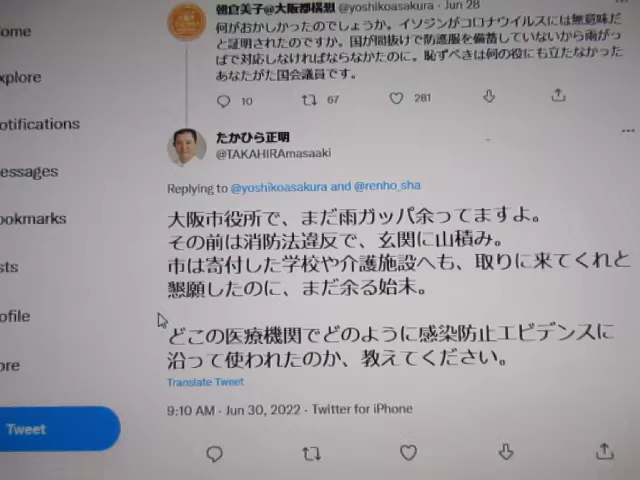 ome
xplore
otifications
essages
ookmarks
sts
ofile
ore
Tweet
朝倉美子@大阪都構想 @yoshikoasakura · Jun 28
何がおかしかったのでしょうか。イソジンがコロナウイルスには無意味だ
と証明されたのですか。国が間抜けで防護服を備蓄していないから雨がっ
ぱで対応しなければならなかたのに。恥ずべきは何の役にも立たなかった
あなたがた国会議員です。
10 67 281
たかひら正明
@TAKAHIRAmasaaki
Replying to @yoshikoasakura and @renho_sha
大阪市役所で、まだ雨ガッパ余ってますよ。
その前は消防法違反で、玄関に山積み。
市は寄付した学校や介護施設へも、取りに来てくれと
懇願したのに、まだ余る始末。
どこの医療機関でどのように感染防止エビデンスに
沿って使われたのか、教えてください。
Translate Tweet
9:10 AM · Jun 30, 2022 · Twitter for iPhone